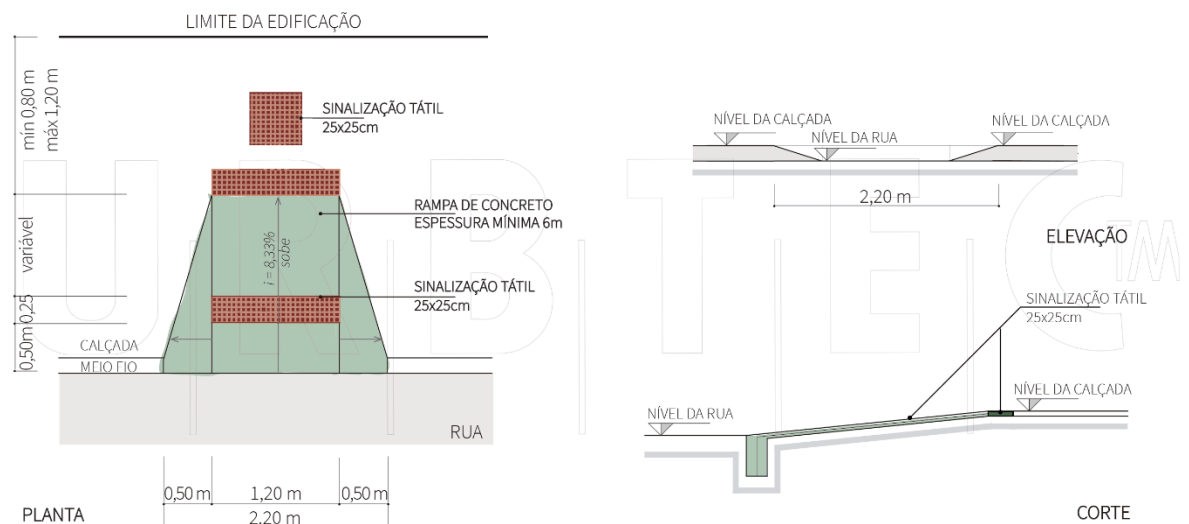 LIMITE DA EDIFICAÇÃO
min 0,80 m
máx 1,20 m
SINALIZAÇÃO TÁTIL
25x25cm
RAMPA DE CONCRETO
ESPESSURA MÍNIMA 6m
variável
i = 8,33%
sobe
SINALIZAÇÃO TÁTIL
25x25cm
0,25
0,50m
CALÇADA
MEIO FIO
RUA
0,50 m
1,20 m
0,50 m
2,20 m
PLANTA
NÍVEL DA CALÇADA
NÍVEL DA RUA
NÍVEL DA CALÇADA
2,20 m
ELEVAÇÃO
SINALIZAÇÃO TÁTIL
25x25cm
NÍVEL DA RUA
NÍVEL DA CALÇADA
CORTE
URBTEC™